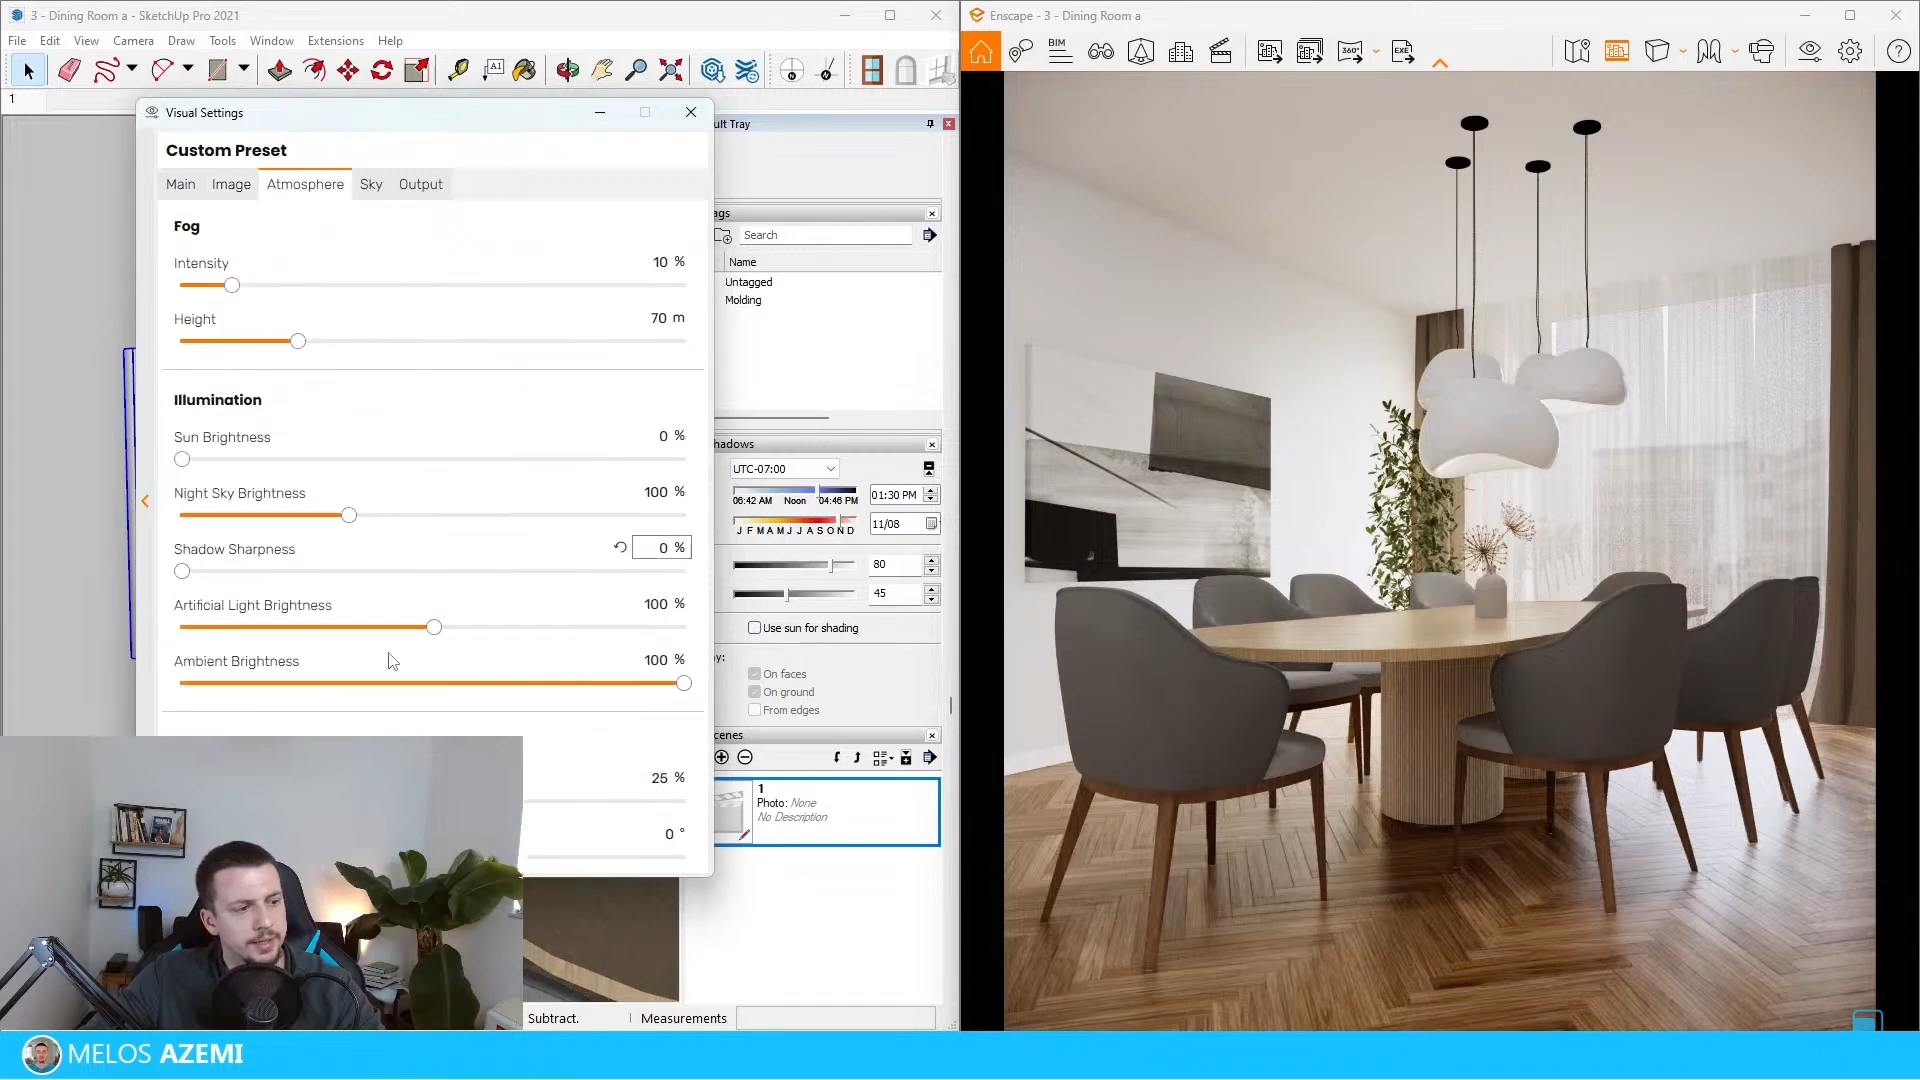 3 - Dining Room a - SketchUp Pro 2021
File Edit View Camera Draw Tools Window Extensions Help
A1
1
Visual Settings
Custom Preset
Main Image Atmosphere Sky Output
Fog
Intensity 10 %
Height 70 m
Illumination
Sun Brightness 0 %
Night Sky Brightness 100 %
Shadow Sharpness 0 %
Artificial Light Brightness 100 %
Ambient Brightness 100 %
25 %
0 °
ult Tray
ags
Search
Name
Untagged
Molding
hadows
UTC-07:00
06:42 AM Noon 04:46 PM 01:30 PM
J F M A M J J A S O N D 11/08
80
45
Use sun for shading
y:
On faces
On ground
From edges
cenes
1
Photo: None
No Description
Subtract. Measurements
Enscape - 3 - Dining Room a
BIM
360°
EXE
MELOS AZEMI